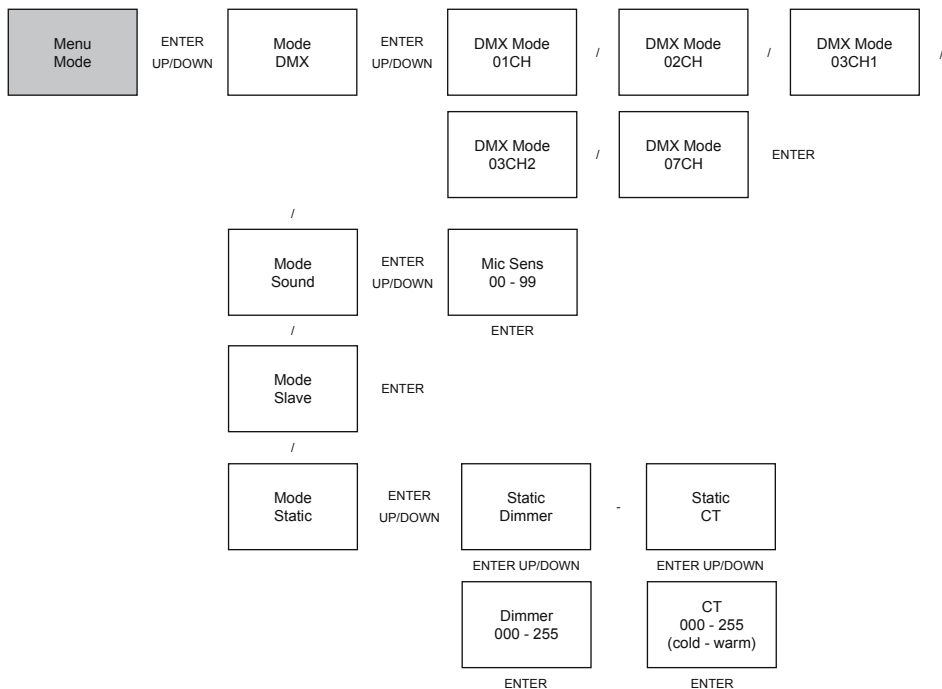 Menu
Mode
ENTER
UP/DOWN
Mode
DMX
ENTER
UP/DOWN
DMX Mode
01CH
/
DMX Mode
02CH
/
DMX Mode
03CH1
/
DMX Mode
03CH2
/
DMX Mode
07CH
ENTER
/
Mode
Sound
ENTER
UP/DOWN
Mic Sens
00 - 99
/
ENTER
Mode
Slave
ENTER
/
Mode
Static
ENTER
UP/DOWN
Static
Dimmer
-
Static
CT
ENTER UP/DOWN
ENTER UP/DOWN
Dimmer
000 - 255
CT
000 - 255
(cold - warm)
ENTER
ENTER